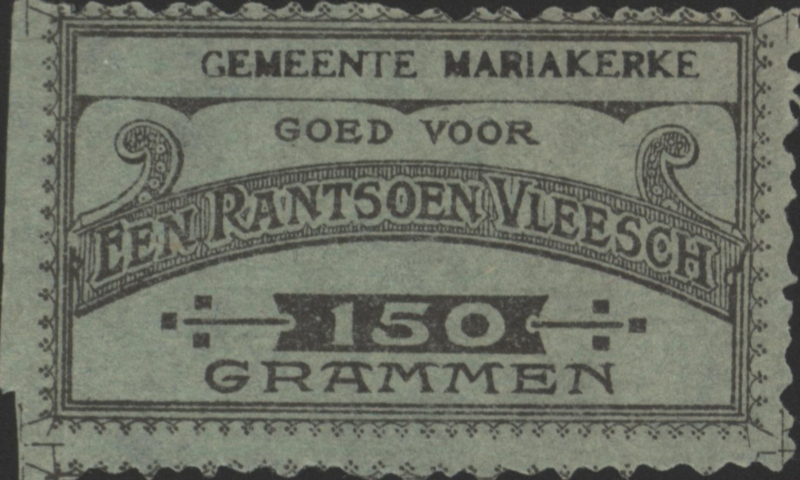 GEMEENTE MARIAKERKE
GOED VOOR
EEN RANTSOEN VLEESCH
150
GRAMMEN